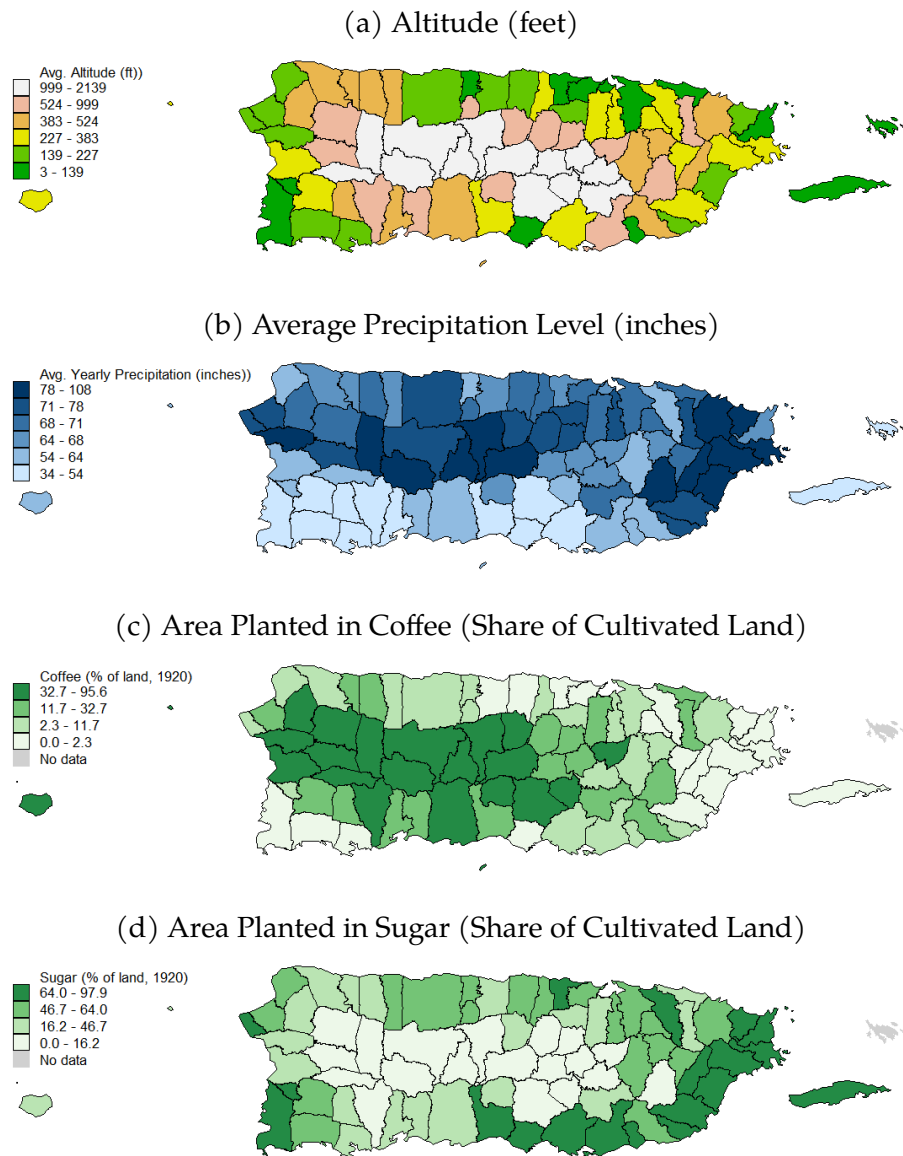 (a) Altitude (feet)
Avg. Altitude (ft))
999 - 2139
524 - 999
383 - 524
227 - 383
139 - 227
3 - 139
(b) Average Precipitation Level (inches)
Avg. Yearly Precipitation (inches))
78 - 108
71 - 78
68 - 71
64 - 68
54 - 64
34 - 54
(c) Area Planted in Coffee (Share of Cultivated Land)
Coffee (% of land, 1920)
32.7 - 95.6
11.7 - 32.7
2.3 - 11.7
0.0 - 2.3
No data
(d) Area Planted in Sugar (Share of Cultivated Land)
Sugar (% of land, 1920)
64.0 - 97.9
46.7 - 64.0
16.2 - 46.7
0.0 - 16.2
No data